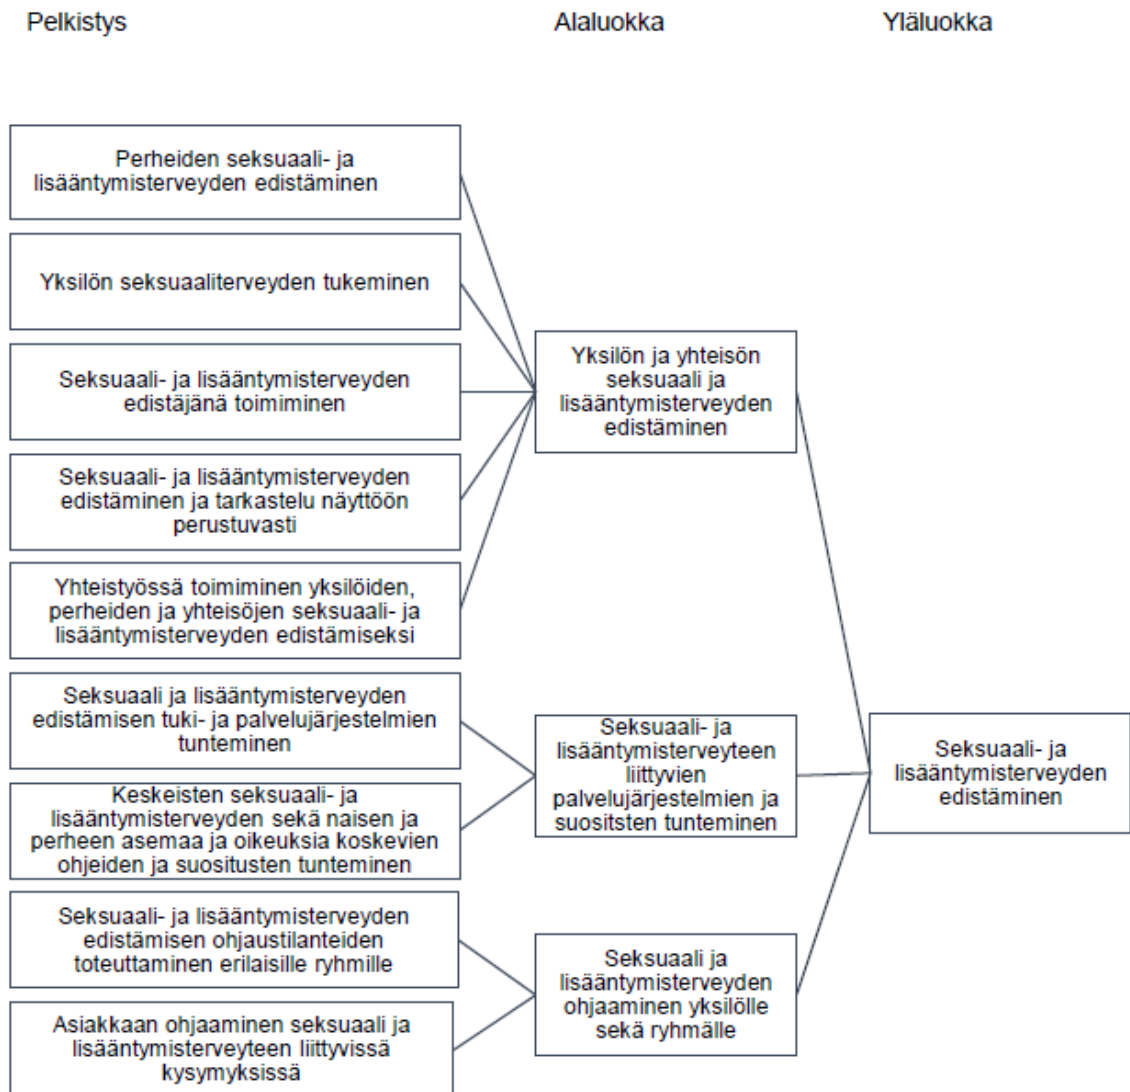 Pelkistys
Alaluokka
Yläluokka
Perheiden seksuaali- ja
lisääntymisterveyden edistäminen
Yksilön seksuaaliterveyden tukeminen
Seksuaali- ja lisääntymisterveyden
edistäjänä toimiminen
Seksuaali- ja lisääntymisterveyden
edistäminen ja tarkastelu näyttöön
perustuvasti
Yhteistyössä toimiminen yksilöiden,
perheiden ja yhteisöjen seksuaali- ja
lisääntymisterveyden edistämiseksi
Seksuaali ja lisääntymisterveyden
edistämisen tuki- ja palvelujärjestelmien
tunteminen
Keskeisten seksuaali- ja
lisääntymisterveyden sekä naisen ja
perheen asemaa ja oikeuksia koskevien
ohjeiden ja suositusten tunteminen
Seksuaali- ja lisääntymisterveyden
edistämisen ohjaustilanteiden
toteuttaminen erilaisille ryhmille
Asiakkaan ohjaaminen seksuaali ja
lisääntymisterveyteen liittyvissä
kysymyksissä
Yksilön ja yhteisön
seksuaali ja
lisääntymisterveyden
edistäminen
Seksuaali- ja
lisääntymisterveyteen
liittyvien
palvelujärjestelmien ja
suositsten tunteminen
Seksuaali ja
lisääntymisterveyden
ohjaaminen yksilölle
sekä ryhmälle
Seksuaali- ja
lisääntymisterveyden
edistäminen